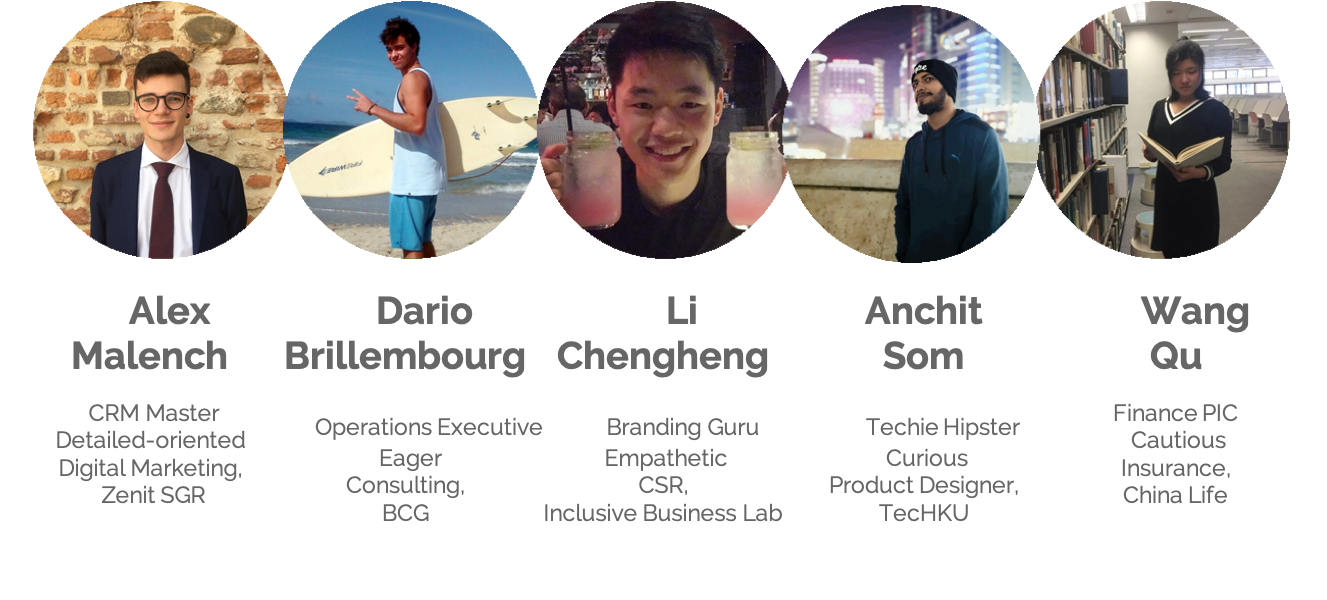 Alex
Malench
CRM Master
Detailed-oriented
Digital Marketing,
Zenit SGR
Dario
Brillembourg
Operations Executive
Eager
Consulting,
BCG
Li
Chengheng
Branding Guru
Empathetic
CSR,
Inclusive Business Lab
Anchit
Som
Techie Hipster
Curious
Product Designer,
TecHKU
Wang
Qu
Finance PIC
Cautious
Insurance,
China Life